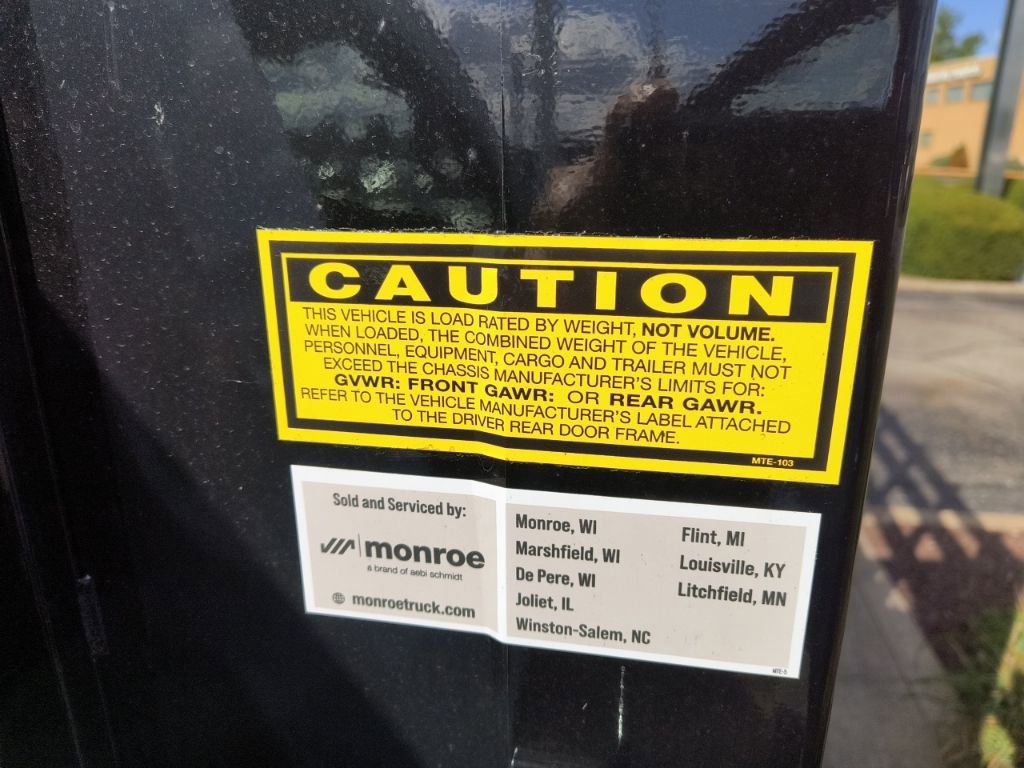 CAUTION
THIS VEHICLE IS LOAD RATED BY WEIGHT, NOT VOLUME.
WHEN LOADED, THE COMBINED WEIGHT OF THE VEHICLE,
PERSONNEL, EQUIPMENT, CARGO AND TRAILER MUST NOT
EXCEED THE CHASSIS MANUFACTURER'S LIMITS FOR:
GVWR: FRONT GAWR: OR REAR GAWR.
REFER TO THE VEHICLE MANUFACTURER'S LABEL ATTACHED
TO THE DRIVER REAR DOOR FRAME.
MTE-103
Sold and Serviced by:
monroe
a brand of aebi schmidt
monroetruck.com
Monroe, WI
Marshfield, WI
De Pere, WI
Joliet, IL
Winston-Salem, NC
Flint, MI
Louisville, KY
Litchfield, MN
MTE-5